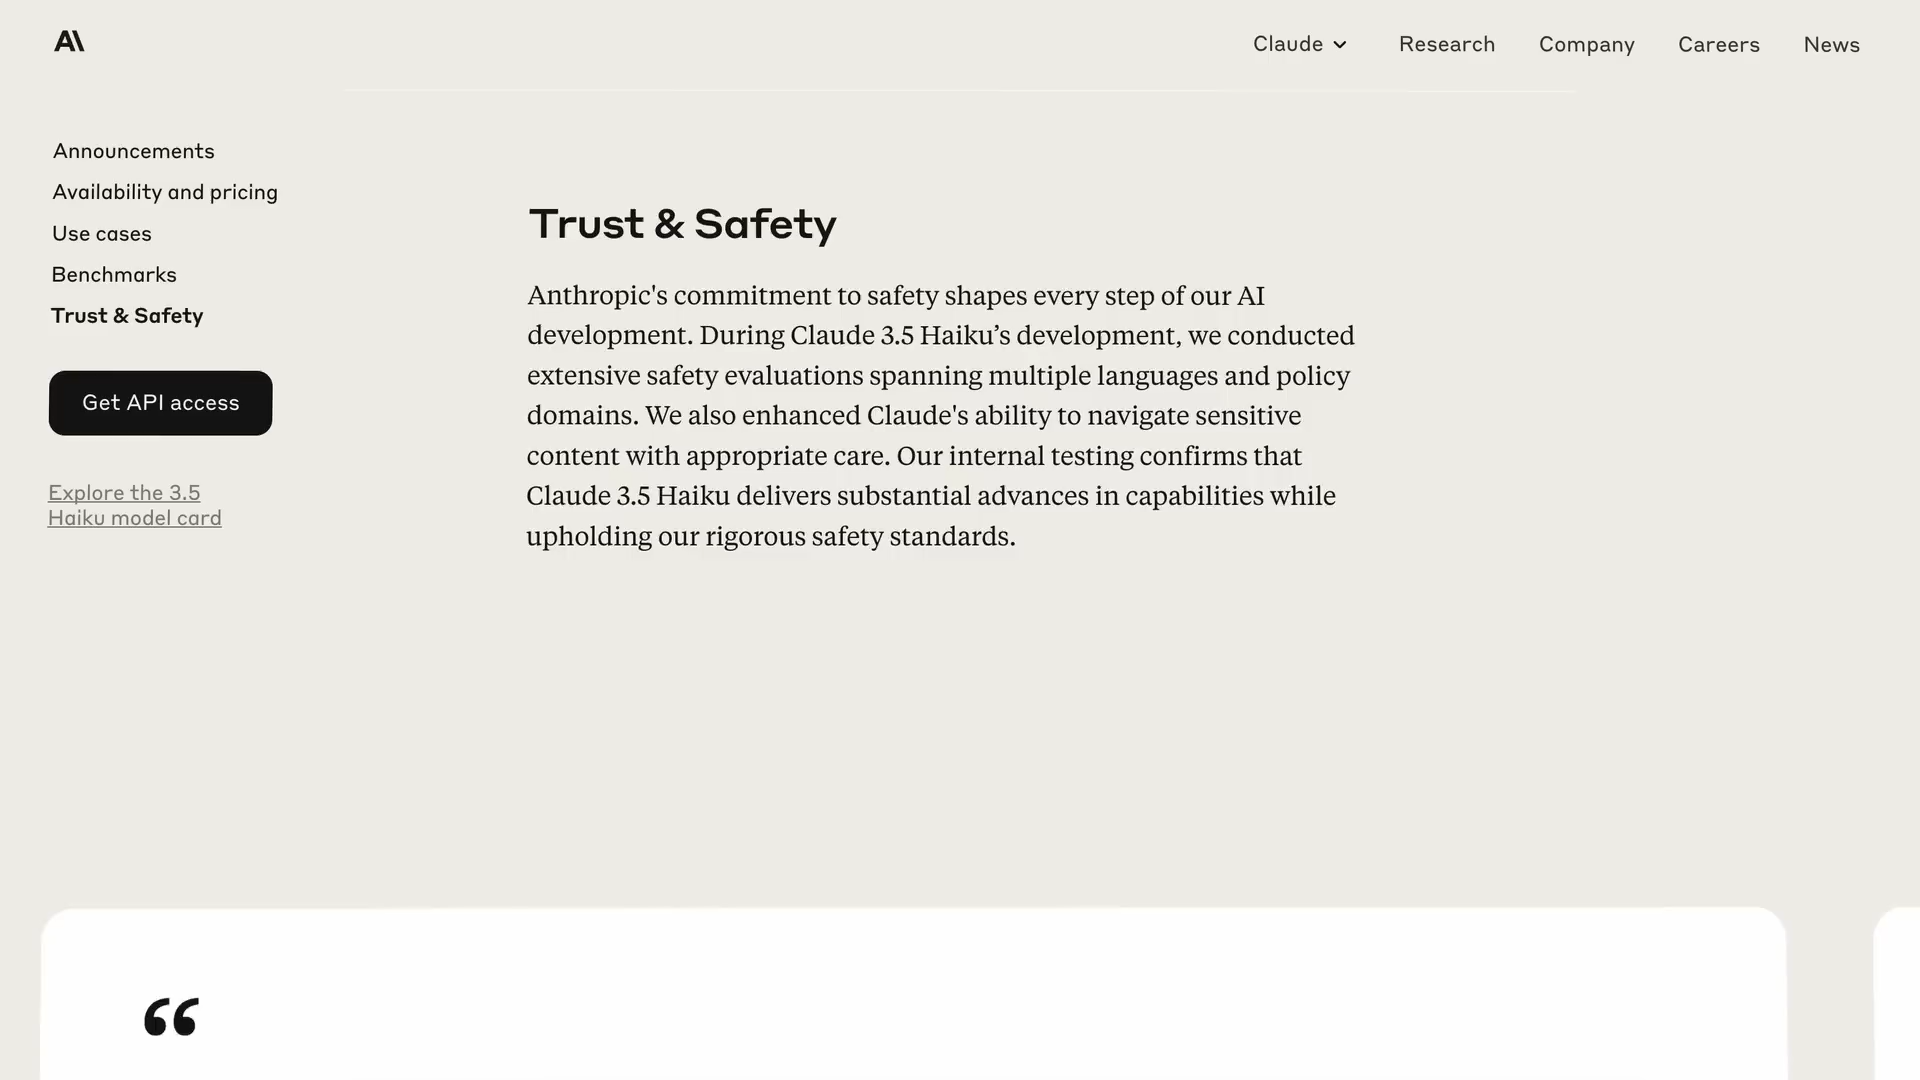 A\
Claude
Research
Company
Careers
News
Announcements
Availability and pricing
Use cases
Benchmarks
Trust & Safety
Get API access
Explore the 3.5
Haiku model card
Trust & Safety
Anthropic's commitment to safety shapes every step of our AI
development. During Claude 3.5 Haiku’s development, we conducted
extensive safety evaluations spanning multiple languages and policy
domains. We also enhanced Claude's ability to navigate sensitive
content with appropriate care. Our internal testing confirms that
Claude 3.5 Haiku delivers substantial advances in capabilities while
upholding our rigorous safety standards.
“